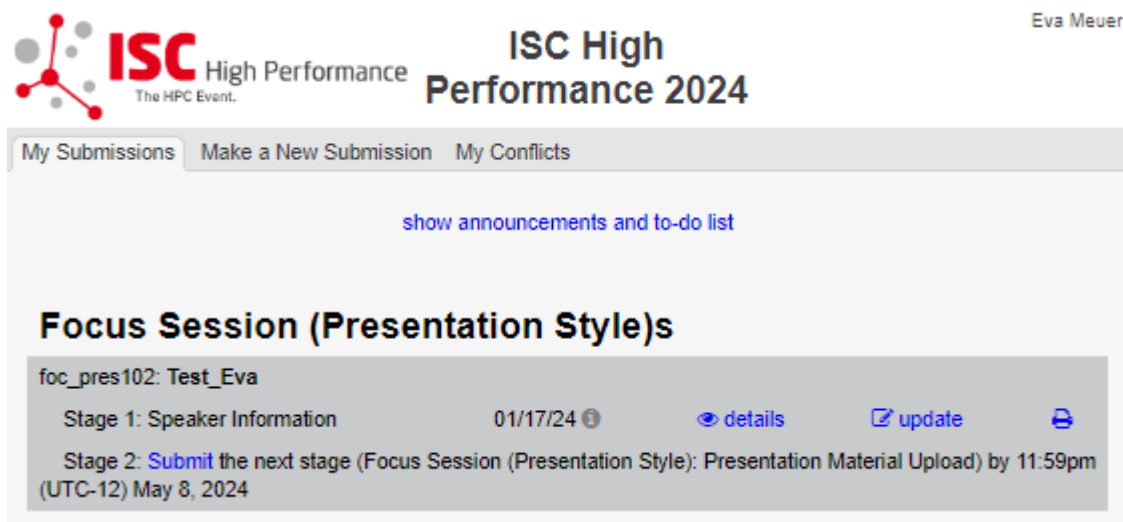 Eva Meuer
ISC High Performance
The HPC Event.
ISC High
Performance 2024
My Submissions Make a New Submission My Conflicts
show announcements and to-do list
Focus Session (Presentation Style)s
foc_pres102: Test_Eva
Stage 1: Speaker Information 01/17/24 details update
Stage 2: Submit the next stage (Focus Session (Presentation Style): Presentation Material Upload) by 11:59pm
(UTC-12) May 8, 2024